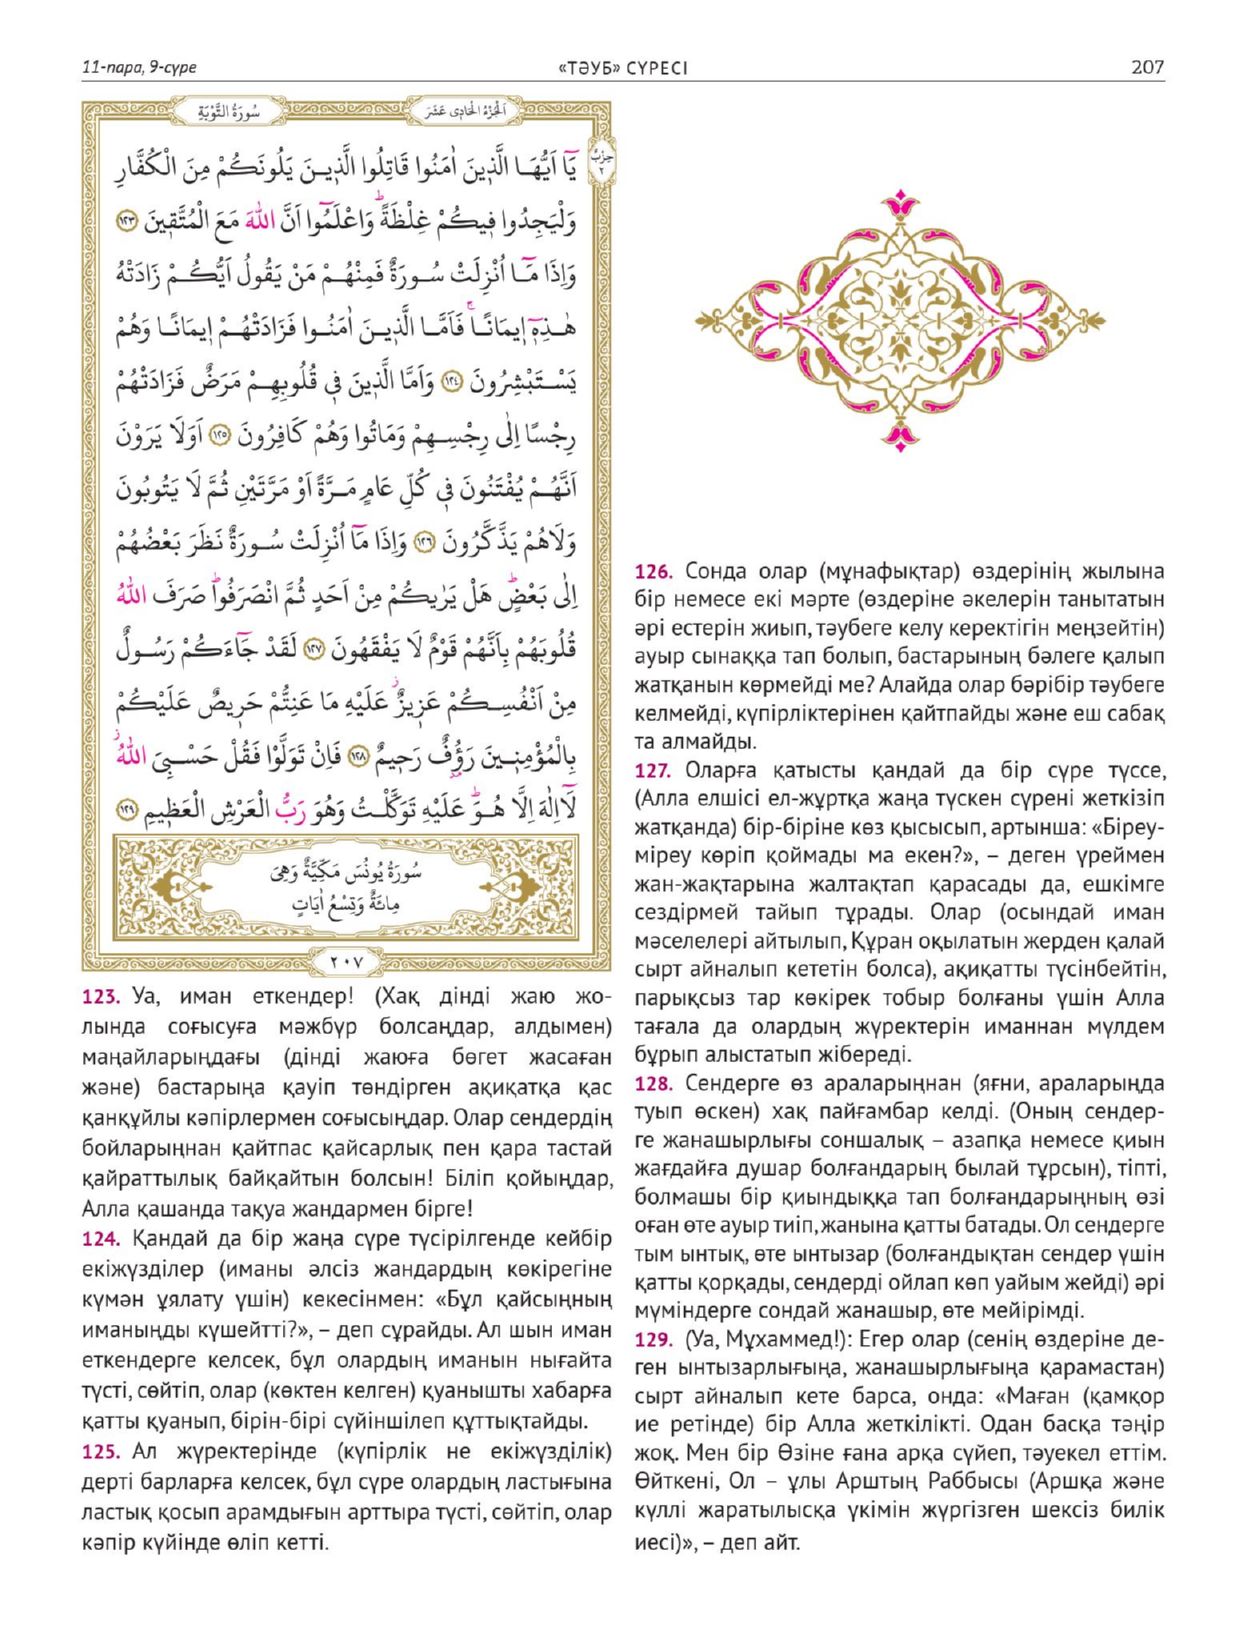 11-пара, 9-сүре
«ТӘУБ» СҮРЕСІ
207
سُورَةُ التَّوْبَةِ
اَلْجُزْءُ الْحَادِى عَشَرَ
حِزْبٌ
٢
يَٓا اَيُّهَا الَّذ۪ينَ اٰمَنُوا قَاتِلُوا الَّذ۪ينَ يَلُونَكُمْ مِنَ الْكُفَّارِ
وَلْيَجِدُوا ف۪يكُمْ غِلْظَةًۜ وَاعْلَمُٓوا اَنَّ اللّٰهَ مَعَ الْمُتَّق۪ينَ ﴿١٢٣﴾
وَاِذَا مَٓا اُنْزِلَتْ سُورَةٌ فَمِنْهُمْ مَنْ يَقُولُ اَيُّكُمْ زَادَتْهُ
هٰذِه۪ٓ ا۪يمَانًاۚ فَاَمَّا الَّذ۪ينَ اٰمَنُوا فَزَادَتْهُمْ ا۪يمَانًا وَهُمْ
يَسْتَبْشِرُونَ ﴿١٢٤﴾ وَاَمَّا الَّذ۪ينَ ف۪ي قُلُوبِهِمْ مَرَضٌ فَزَادَتْهُمْ
رِجْسًا اِلٰى رِجْسِهِمْ وَمَاتُوا وَهُمْ كَافِرُونَ ﴿١٢٥﴾ اَوَلَا يَرَوْنَ
اَنَّهُمْ يُفْتَنُونَ ف۪ي كُلِّ عَامٍ مَرَّةً اَوْ مَرَّتَيْنِ ثُمَّ لَا يَتُوبُونَ
وَلَاهُمْ يَذَّكَّرُونَ ﴿١٢٦﴾ وَاِذَا مَٓا اُنْزِلَتْ سُورَةٌ نَظَرَ بَعْضُهُمْ
اِلٰى بَعْضٍۜ هَلْ يَرٰيكُمْ مِنْ اَحَدٍ ثُمَّ انْصَرَفُواۜ صَرَفَ اللّٰهُ
قُلُوبَهُمْ بِاَنَّهُمْ قَوْمٌ لَا يَفْقَهُونَ ﴿١٢٧﴾ لَقَدْ جَٓاءَكُمْ رَسُولٌ
مِنْ اَنْفُسِكُمْ عَز۪يزٌ عَلَيْهِ مَا عَنِتُّمْ حَر۪يصٌ عَلَيْكُمْ
بِالْمُؤْمِن۪ينَ رَؤُ۫فٌ رَح۪يمٌ ﴿١٢٨﴾ فَاِنْ تَوَلَّوْا فَقُلْ حَسْبِيَ اللّٰهُۘ
لَٓا اِلٰهَ اِلَّا هُوَۜ عَلَيْهِ تَوَكَّلْتُ وَهُوَ رَبُّ الْعَرْشِ الْعَظ۪يمِ ﴿١٢٩﴾
سُورَةُ يُونُسَ مَكِّيَّةٌ وَهِىَ
مِائَةٌ وَتِسْعُ اٰيَاتٍ
٢٠٧
123. Уа, иман еткендер! (Хақ дінді жаю жо-
лында соғысуға мәжбүр болсаңдар, алдымен)
маңайларыңдағы (дінді жаюға бөгет жасаған
және) бастарыңа қауіп төндірген ақиқатқа қас
қанқұйлы кәпірлермен соғысыңдар. Олар сендердің
бойларыңнан қайтпас қайсарлық пен қара тастай
қайраттылық байқайтын болсын! Біліп қойыңдар,
Алла қашанда тақуа жандармен бірге!
124. Қандай да бір жаңа сүре түсірілгенде кейбір
екіжүзділер (иманы әлсіз жандардың көкірегіне
күмән ұялату үшін) кекесінмен: «Бұл қайсыңның
иманыңды күшейтті?», – деп сұрайды. Ал шын иман
еткендерге келсек, бұл олардың иманын нығайта
түсті, сөйтіп, олар (көктен келген) қуанышты хабарға
қатты қуанып, бірін-бірі сүйіншілеп құттықтайды.
125. Ал жүректерінде (күпірлік не екіжүзділік)
дерті барларға келсек, бұл сүре олардың ластығына
ластық қосып арамдығын арттыра түсті, сөйтіп, олар
кәпір күйінде өліп кетті.
126. Сонда олар (мұнафықтар) өздерінің жылына
бір немесе екі мәрте (өздеріне әкелерін танытатын
әрі естерін жиып, тәубеге келу керектігін меңзейтін)
ауыр сынаққа тап болып, бастарының бәлеге қалып
жатқанын көрмейді ме? Алайда олар бәрібір тәубеге
келмейді, күпірліктерінен қайтпайды және еш сабақ
та алмайды.
127. Оларға қатысты қандай да бір сүре түссе,
(Алла елшісі ел-жұртқа жаңа түскен сүрені жеткізіп
жатқанда) бір-біріне көз қысысып, артынша: «Біреу-
міреу көріп қоймады ма екен?», – деген үреймен
жан-жақтарына жалтақтап қарасады да, ешкімге
сездірмей тайып тұрады. Олар (осындай иман
мәселелері айтылып, Құран оқылатын жерден қалай
сырт айналып кететін болса), ақиқатты түсінбейтін,
парықсыз тар көкірек тобыр болғаны үшін Алла
тағала да олардың жүректерін иманнан мүлдем
бұрып алыстатып жібереді.
128. Сендерге өз араларыңнан (яғни, араларыңда
туып өскен) хақ пайғамбар келді. (Оның сендер-
ге жанашырлығы соншалық – азапқа немесе қиын
жағдайға душар болғандарың былай тұрсын), тіпті,
болмашы бір қиындыққа тап болғандарыңның өзі
оған өте ауыр тиіп, жанына қатты батады. Ол сендерге
тым ынтық, өте ынтызар (болғандықтан сендер үшін
қатты қорқады, сендерді ойлап көп уайым жейді) әрі
мүміндерге сондай жанашыр, өте мейірімді.
129. (Уа, Мұхаммед!): Егер олар (сенің өздеріне де-
ген ынтызарлығыңа, жанашырлығыңа қарамастан)
сырт айналып кете барса, онда: «Маған (қамқор
ие ретінде) бір Алла жеткілікті. Одан басқа тәңір
жоқ. Мен бір Өзіне ғана арқа сүйеп, тәуекел еттім.
Өйткені, Ол – ұлы Арштың Раббысы (Аршқа және
күллі жаратылысқа үкімін жүргізген шексіз билік
иесі)», – деп айт.